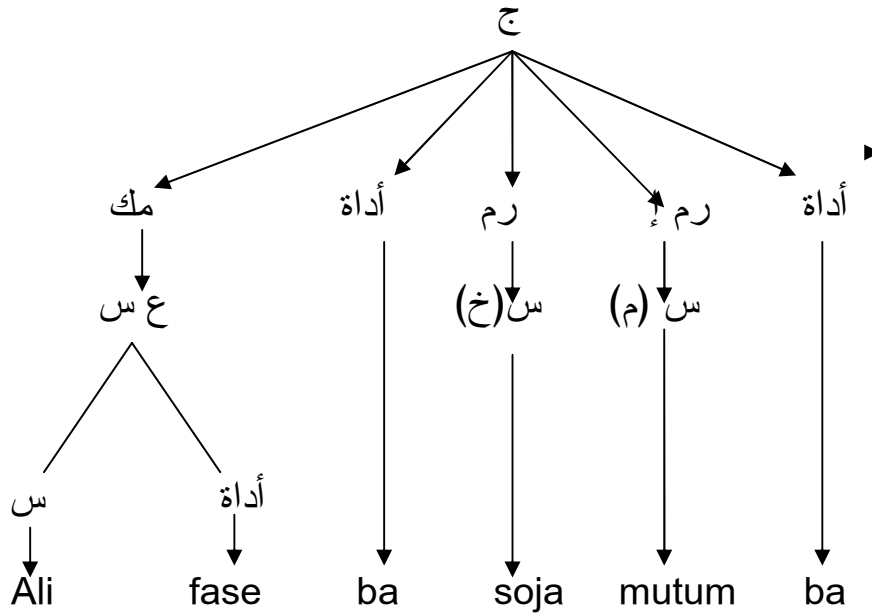 ج
مك أداة رم رم إ أداة
ع س س(خ) س (م)
س أداة
Ali fase ba soja mutum ba